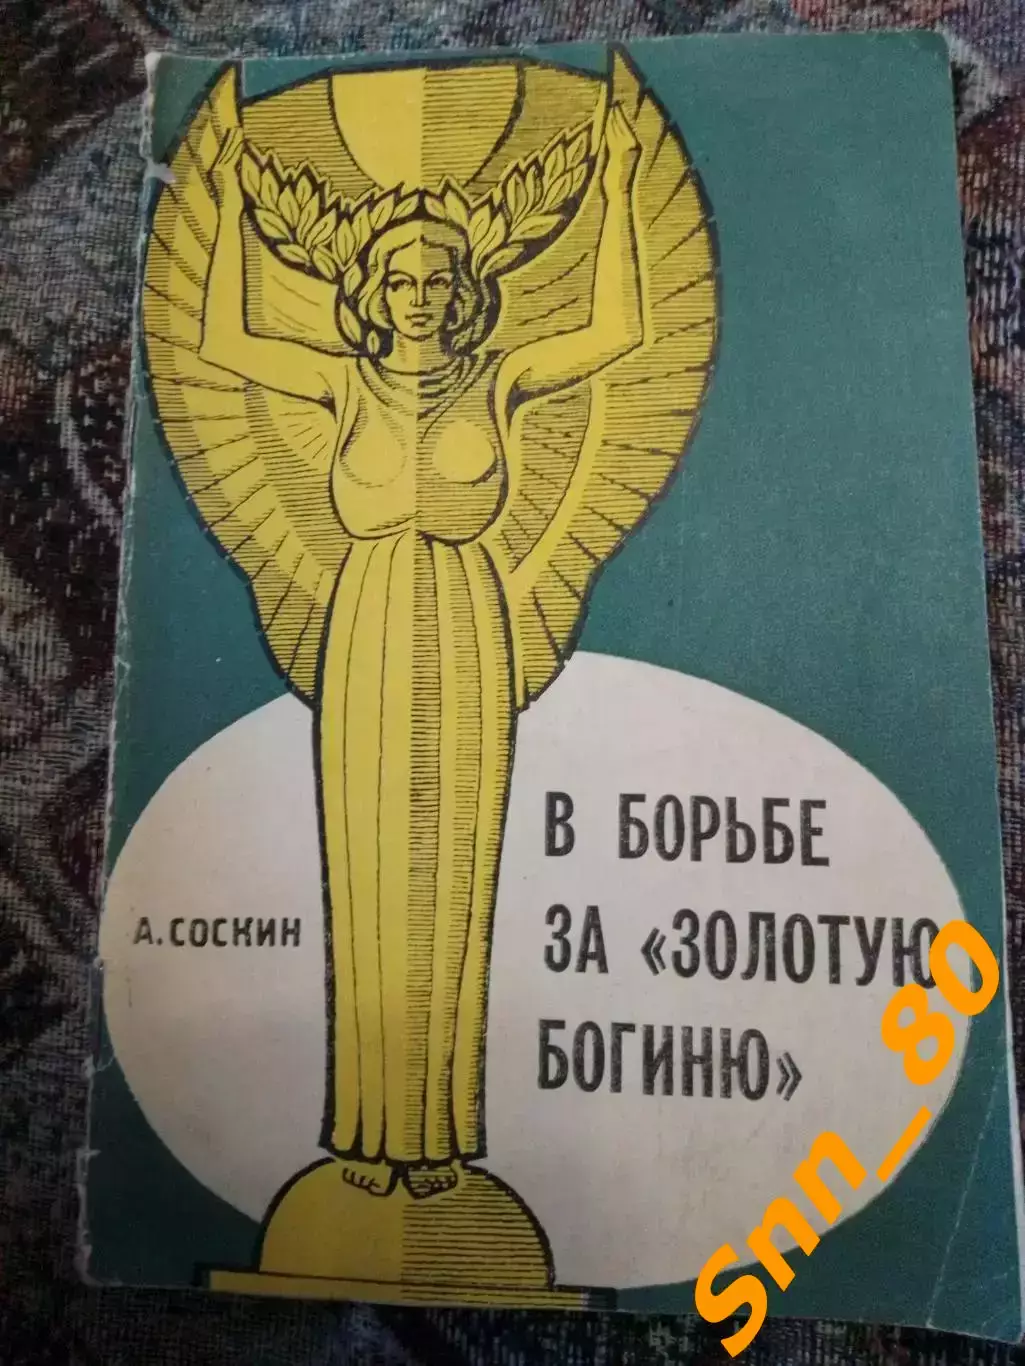 В БОРЬБЕ
ЗА «ЗОЛОТУЮ
БОГИНЮ»
А. СОСКИН
Snn_80